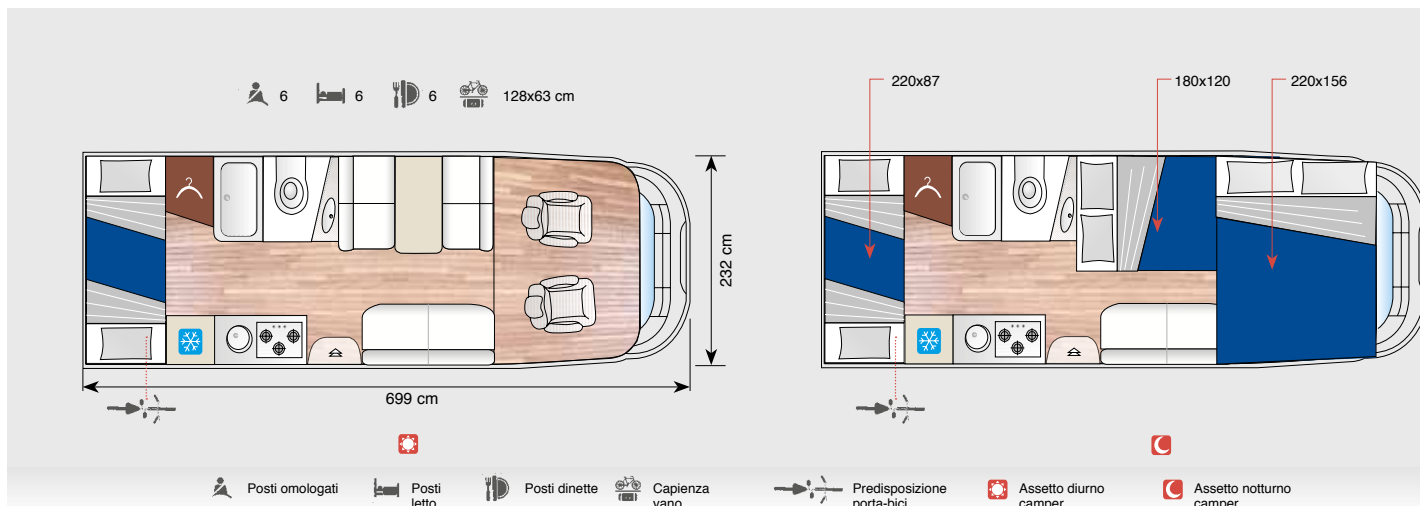 6 6 6 128x63 cm
220x87 180x120 220x156
232 cm
699 cm
Posti omologati
Posti
letto
Posti dinette
Capienza
vano
Predisposizione
porta-bici
Assetto diurno
camper
Assetto notturno
camper